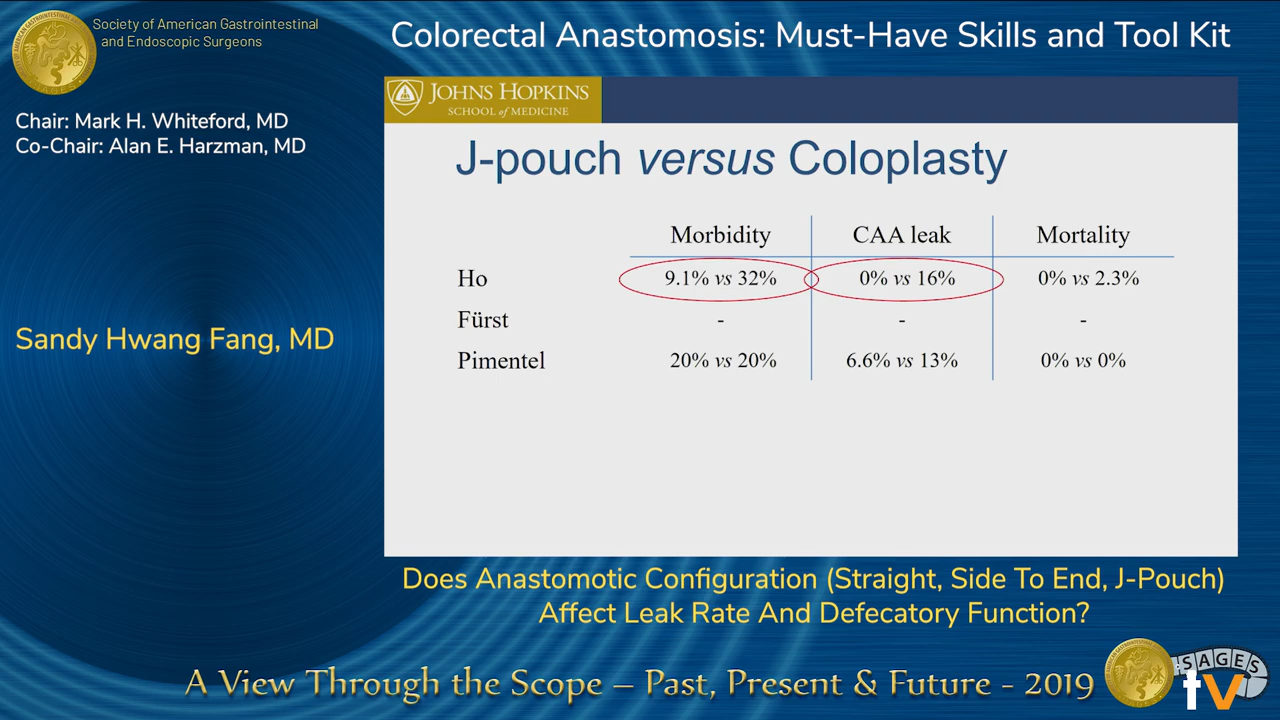 Society of American Gastrointestinal
and Endoscopic Surgeons
Colorectal Anastomosis: Must-Have Skills and Tool Kit
Chair: Mark H. Whiteford, MD
Co-Chair: Alan E. Harzman, MD
Sandy Hwang Fang, MD
JOHNS HOPKINS
SCHOOL of MEDICINE
J-pouch versus Coloplasty
Morbidity CAA leak Mortality
Ho 9.1% vs 32% 0% vs 16% 0% vs 2.3%
Fürst - - -
Pimentel 20% vs 20% 6.6% vs 13% 0% vs 0%
Does Anastomotic Configuration (Straight, Side To End, J-Pouch)
Affect Leak Rate And Defecatory Function?
A View Through the Scope – Past, Present & Future - 2019
SAGES
tv